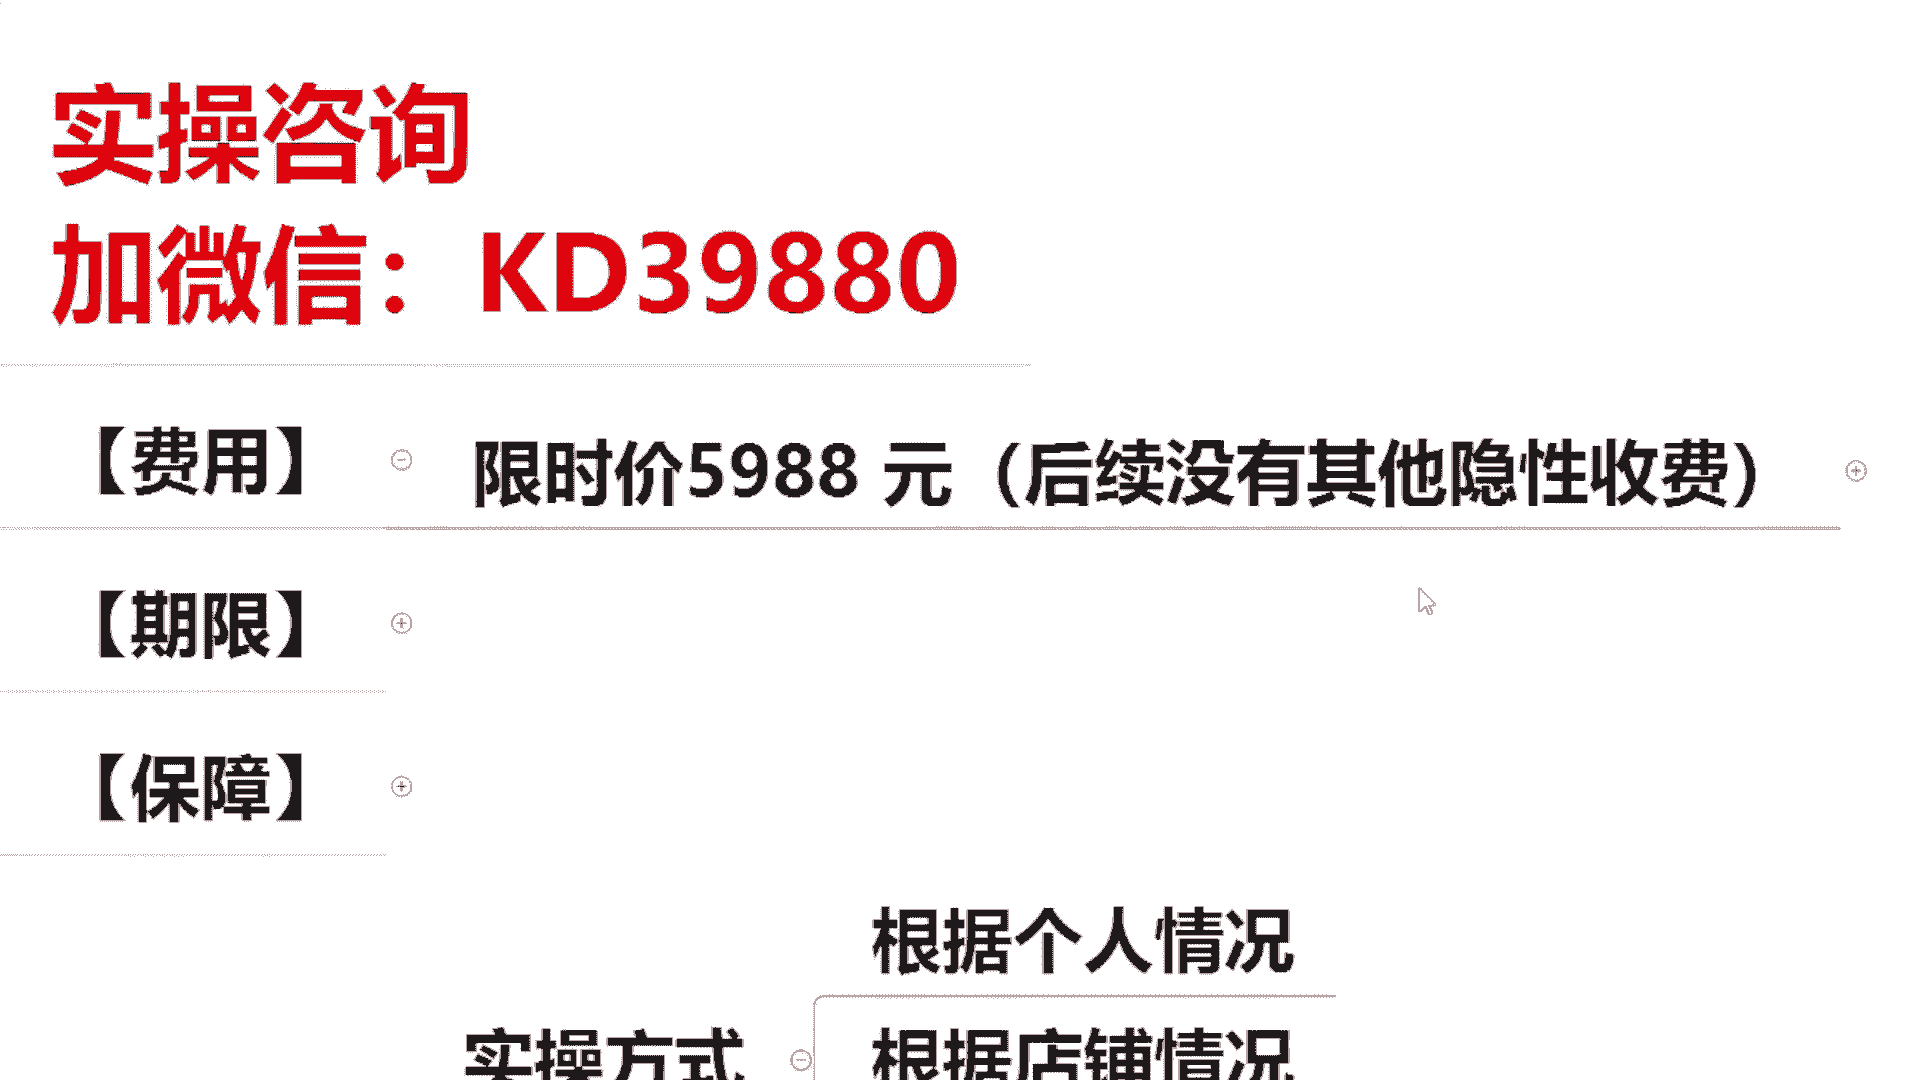 实操咨询
加微信：KD39880
【费用】
限时价5988 元（后续没有其他隐性收费）
【期限】
【保障】
根据个人情况
实操方式
根据店铺情况